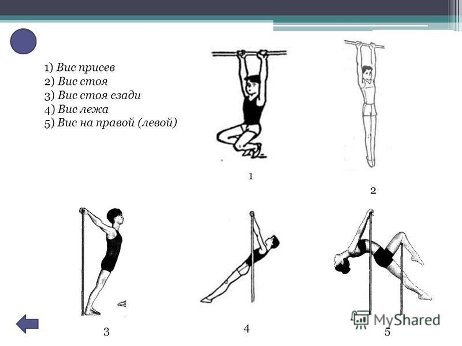 1) Вис присев
2) Вис стоя
3) Вис стоя сзади
4) Вис лежа
5) Вис на правой (левой)
1
2
3
4
5
MyShared